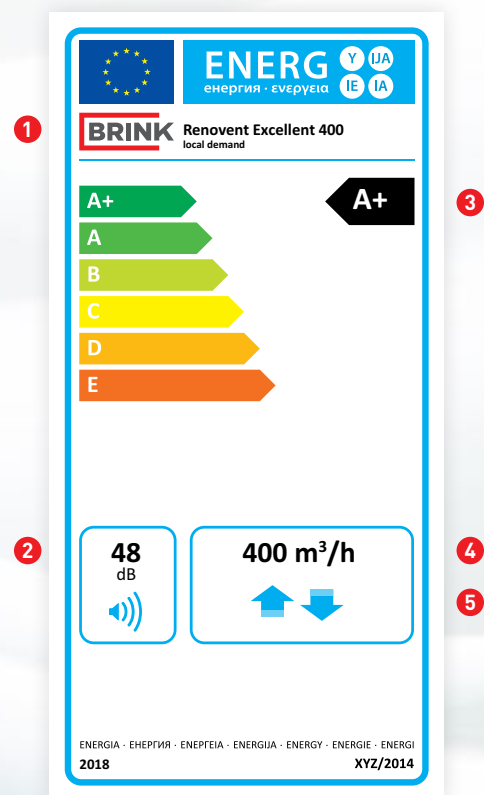 ENERG Y IJA
енергия · ενεργεια IE IA
1 BRINK Renovent Excellent 400
local demand
A+ A+ 3
A
B
C
D
E
2 48 400 m³/h 4
dB
5
ENERGIA · ЕНЕРГИЯ · ΕΝΕΡΓΕΙΑ · ENERGIJA · ENERGY · ENERGIE · ENERGI
2018 XYZ/2014